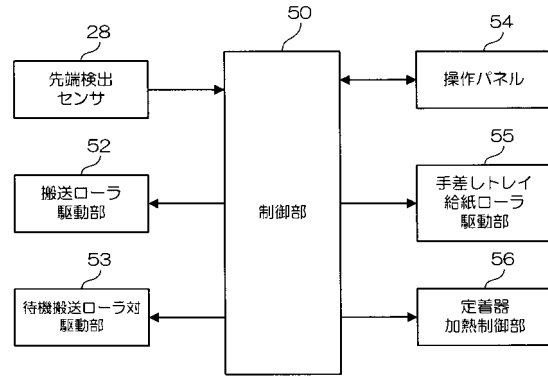 50
28
先端検出
センサ
52
搬送ローラ
駆動部
53
待機搬送ローラ対
駆動部
制御部
54
操作パネル
55
手差しトレイ
給紙ローラ
駆動部
56
定着器
加熱制御部